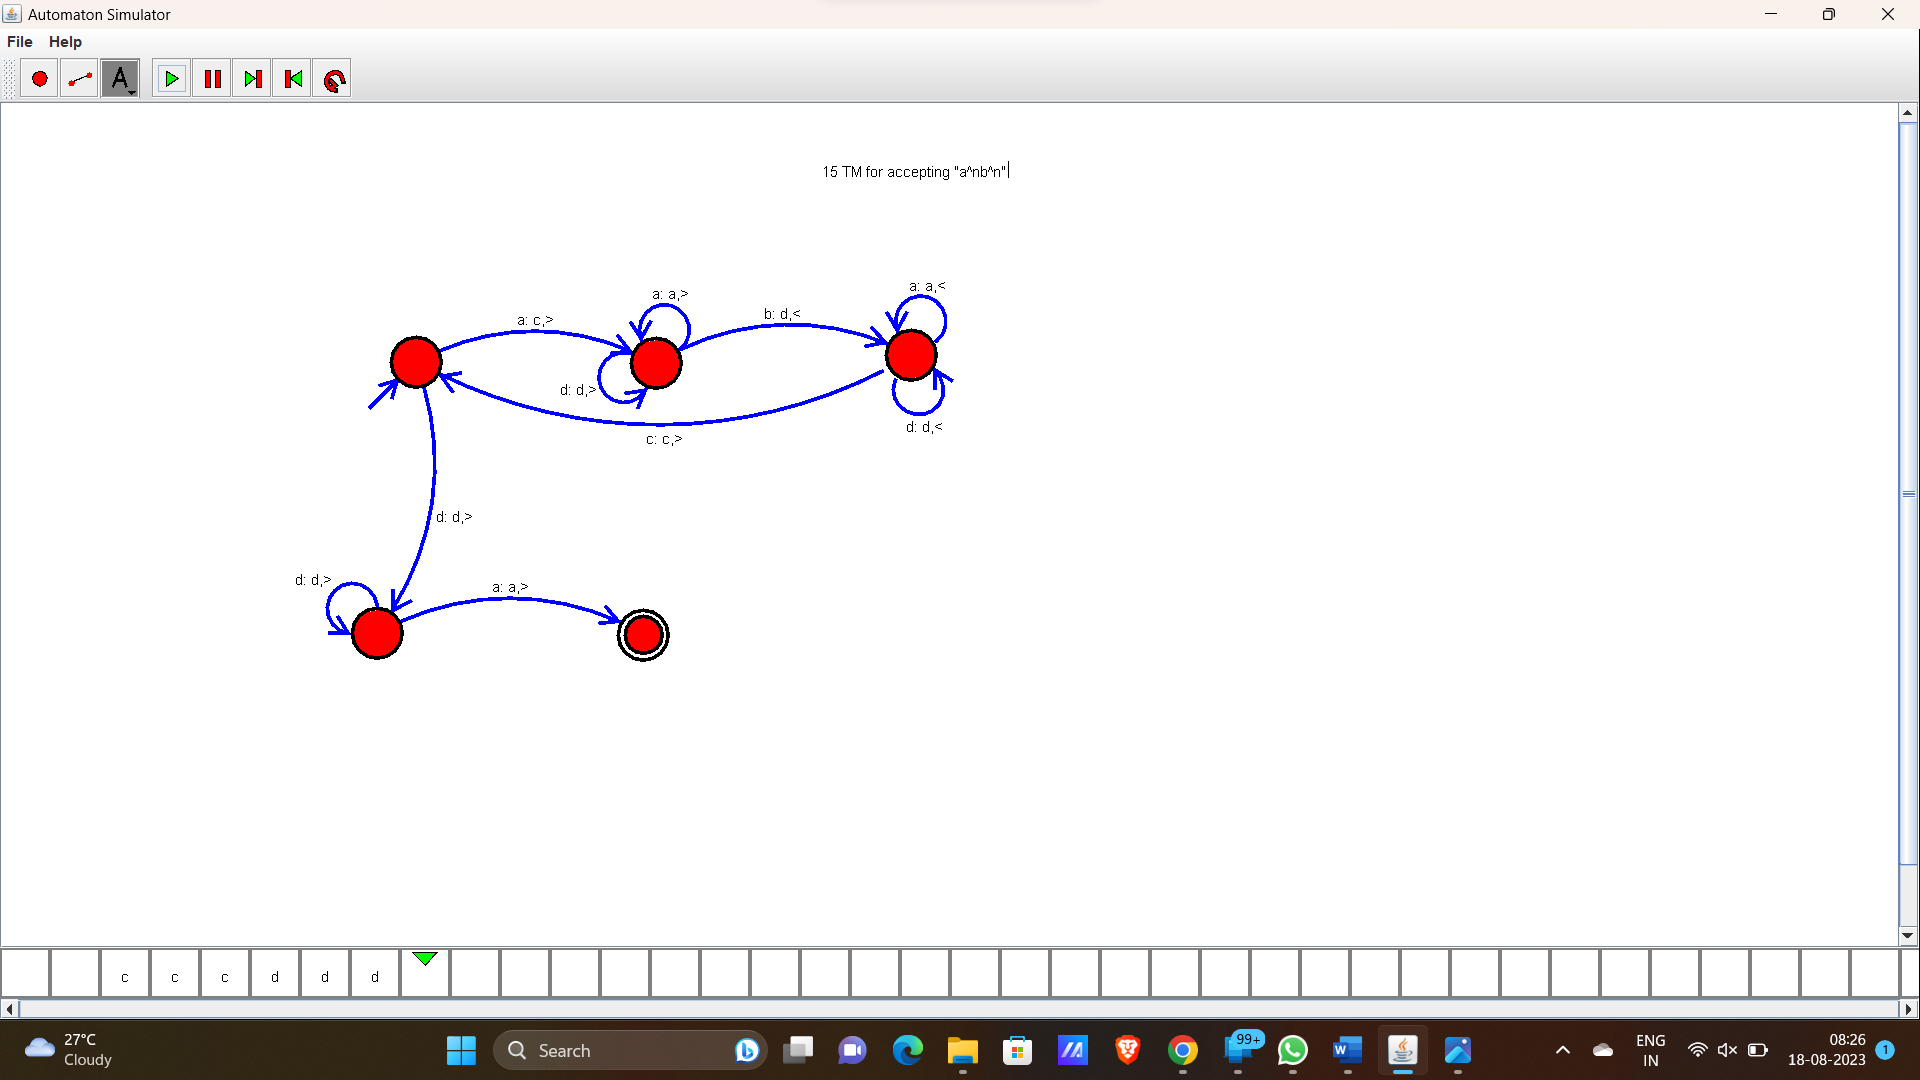 Automaton Simulator
File Help
A
15 TM for accepting "a^nb^n"
a: a,<
a: a,>
b: d,<
a: c,>
d: d,>
d: d,<
c: c,>
d: d,>
d: d,>
a: a,>
c c c d d d
27°C
Cloudy
Search
99+
ENG
IN
08:26
18-08-2023
1